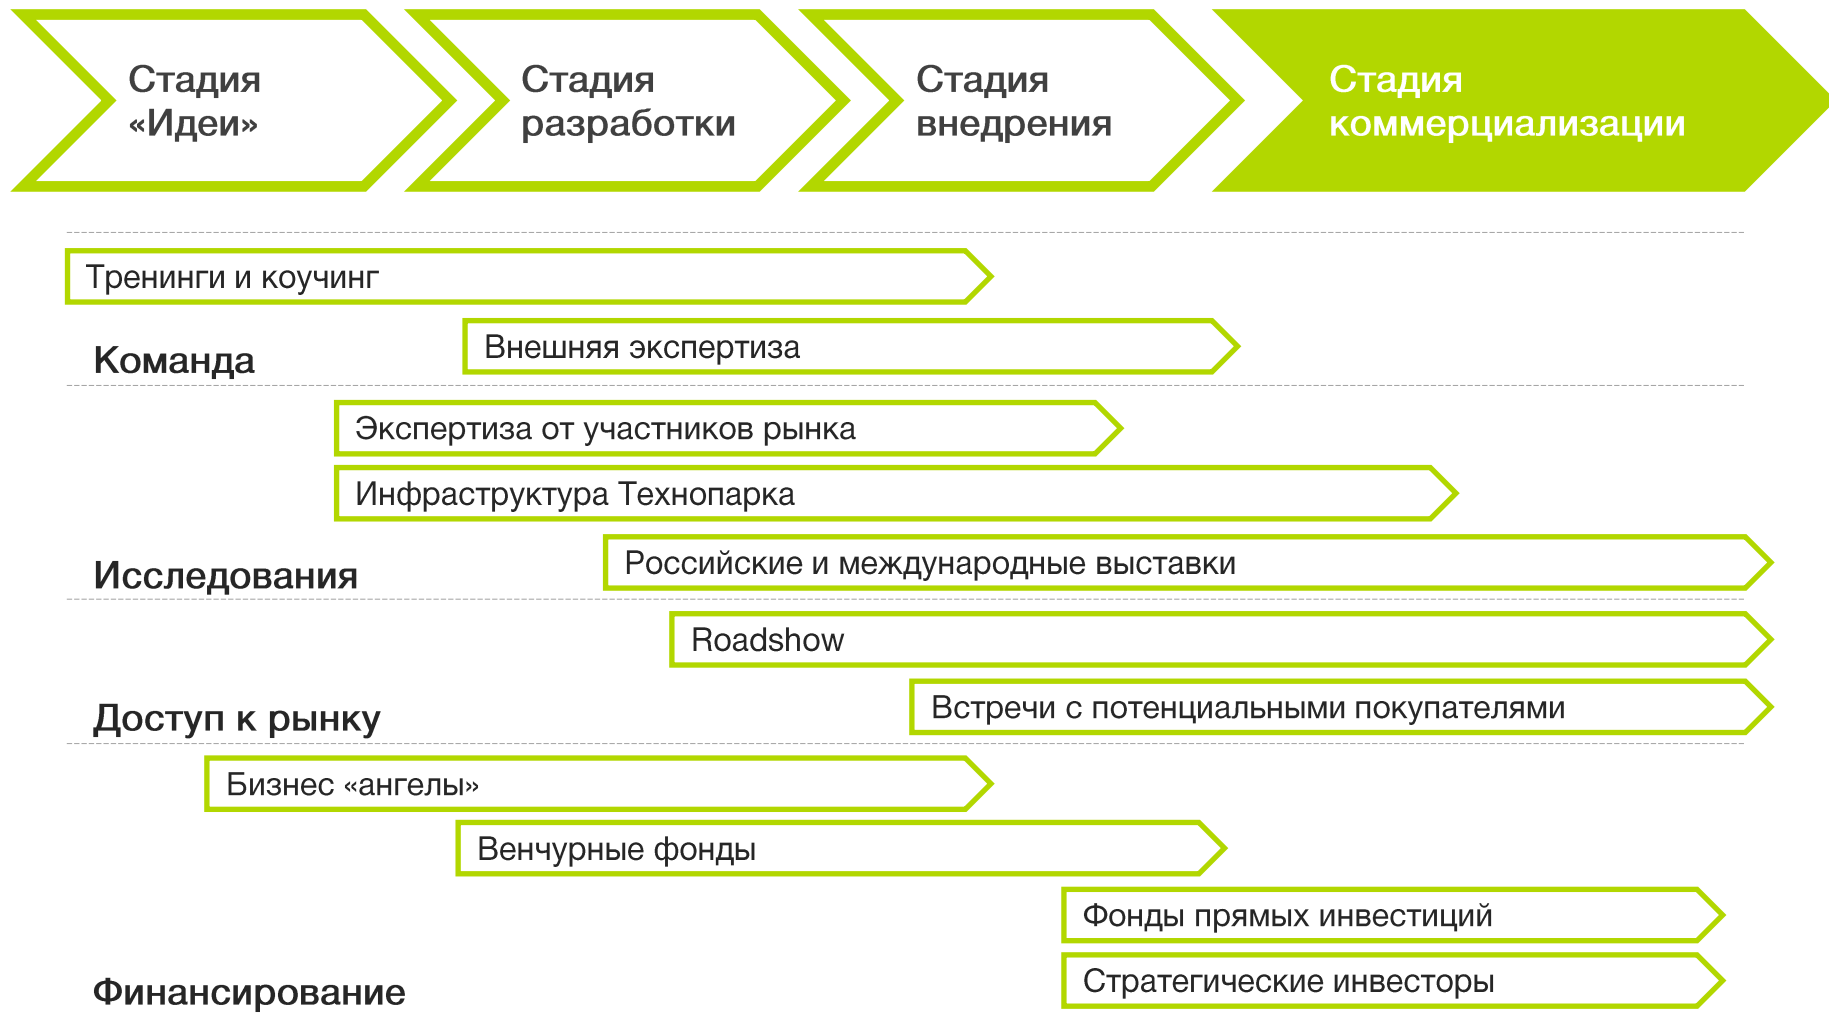 Стадия
«Идеи»
Стадия
разработки
Стадия
внедрения
Стадия
коммерциализации
Тренинги и коучинг
Внешняя экспертиза
Команда
Экспертиза от участников рынка
Инфраструктура Технопарка
Российские и международные выставки
Исследования
Roadshow
Встречи с потенциальными покупателями
Доступ к рынку
Бизнес «ангелы»
Венчурные фонды
Фонды прямых инвестиций
Стратегические инвесторы
Финансирование